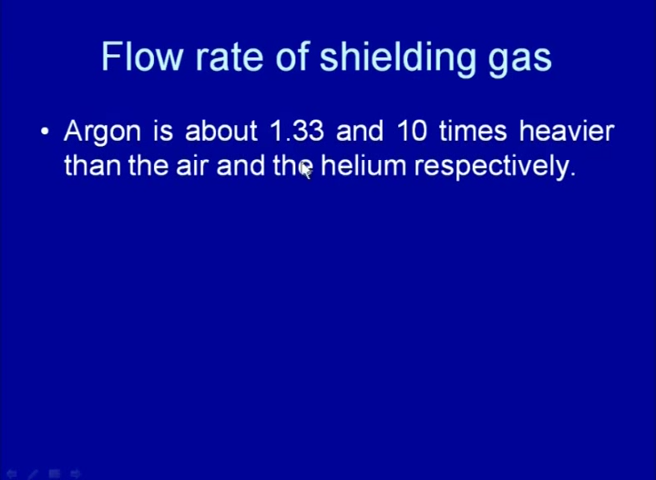 Flow rate of shielding gas
• Argon is about 1.33 and 10 times heavier
than the air and the helium respectively.